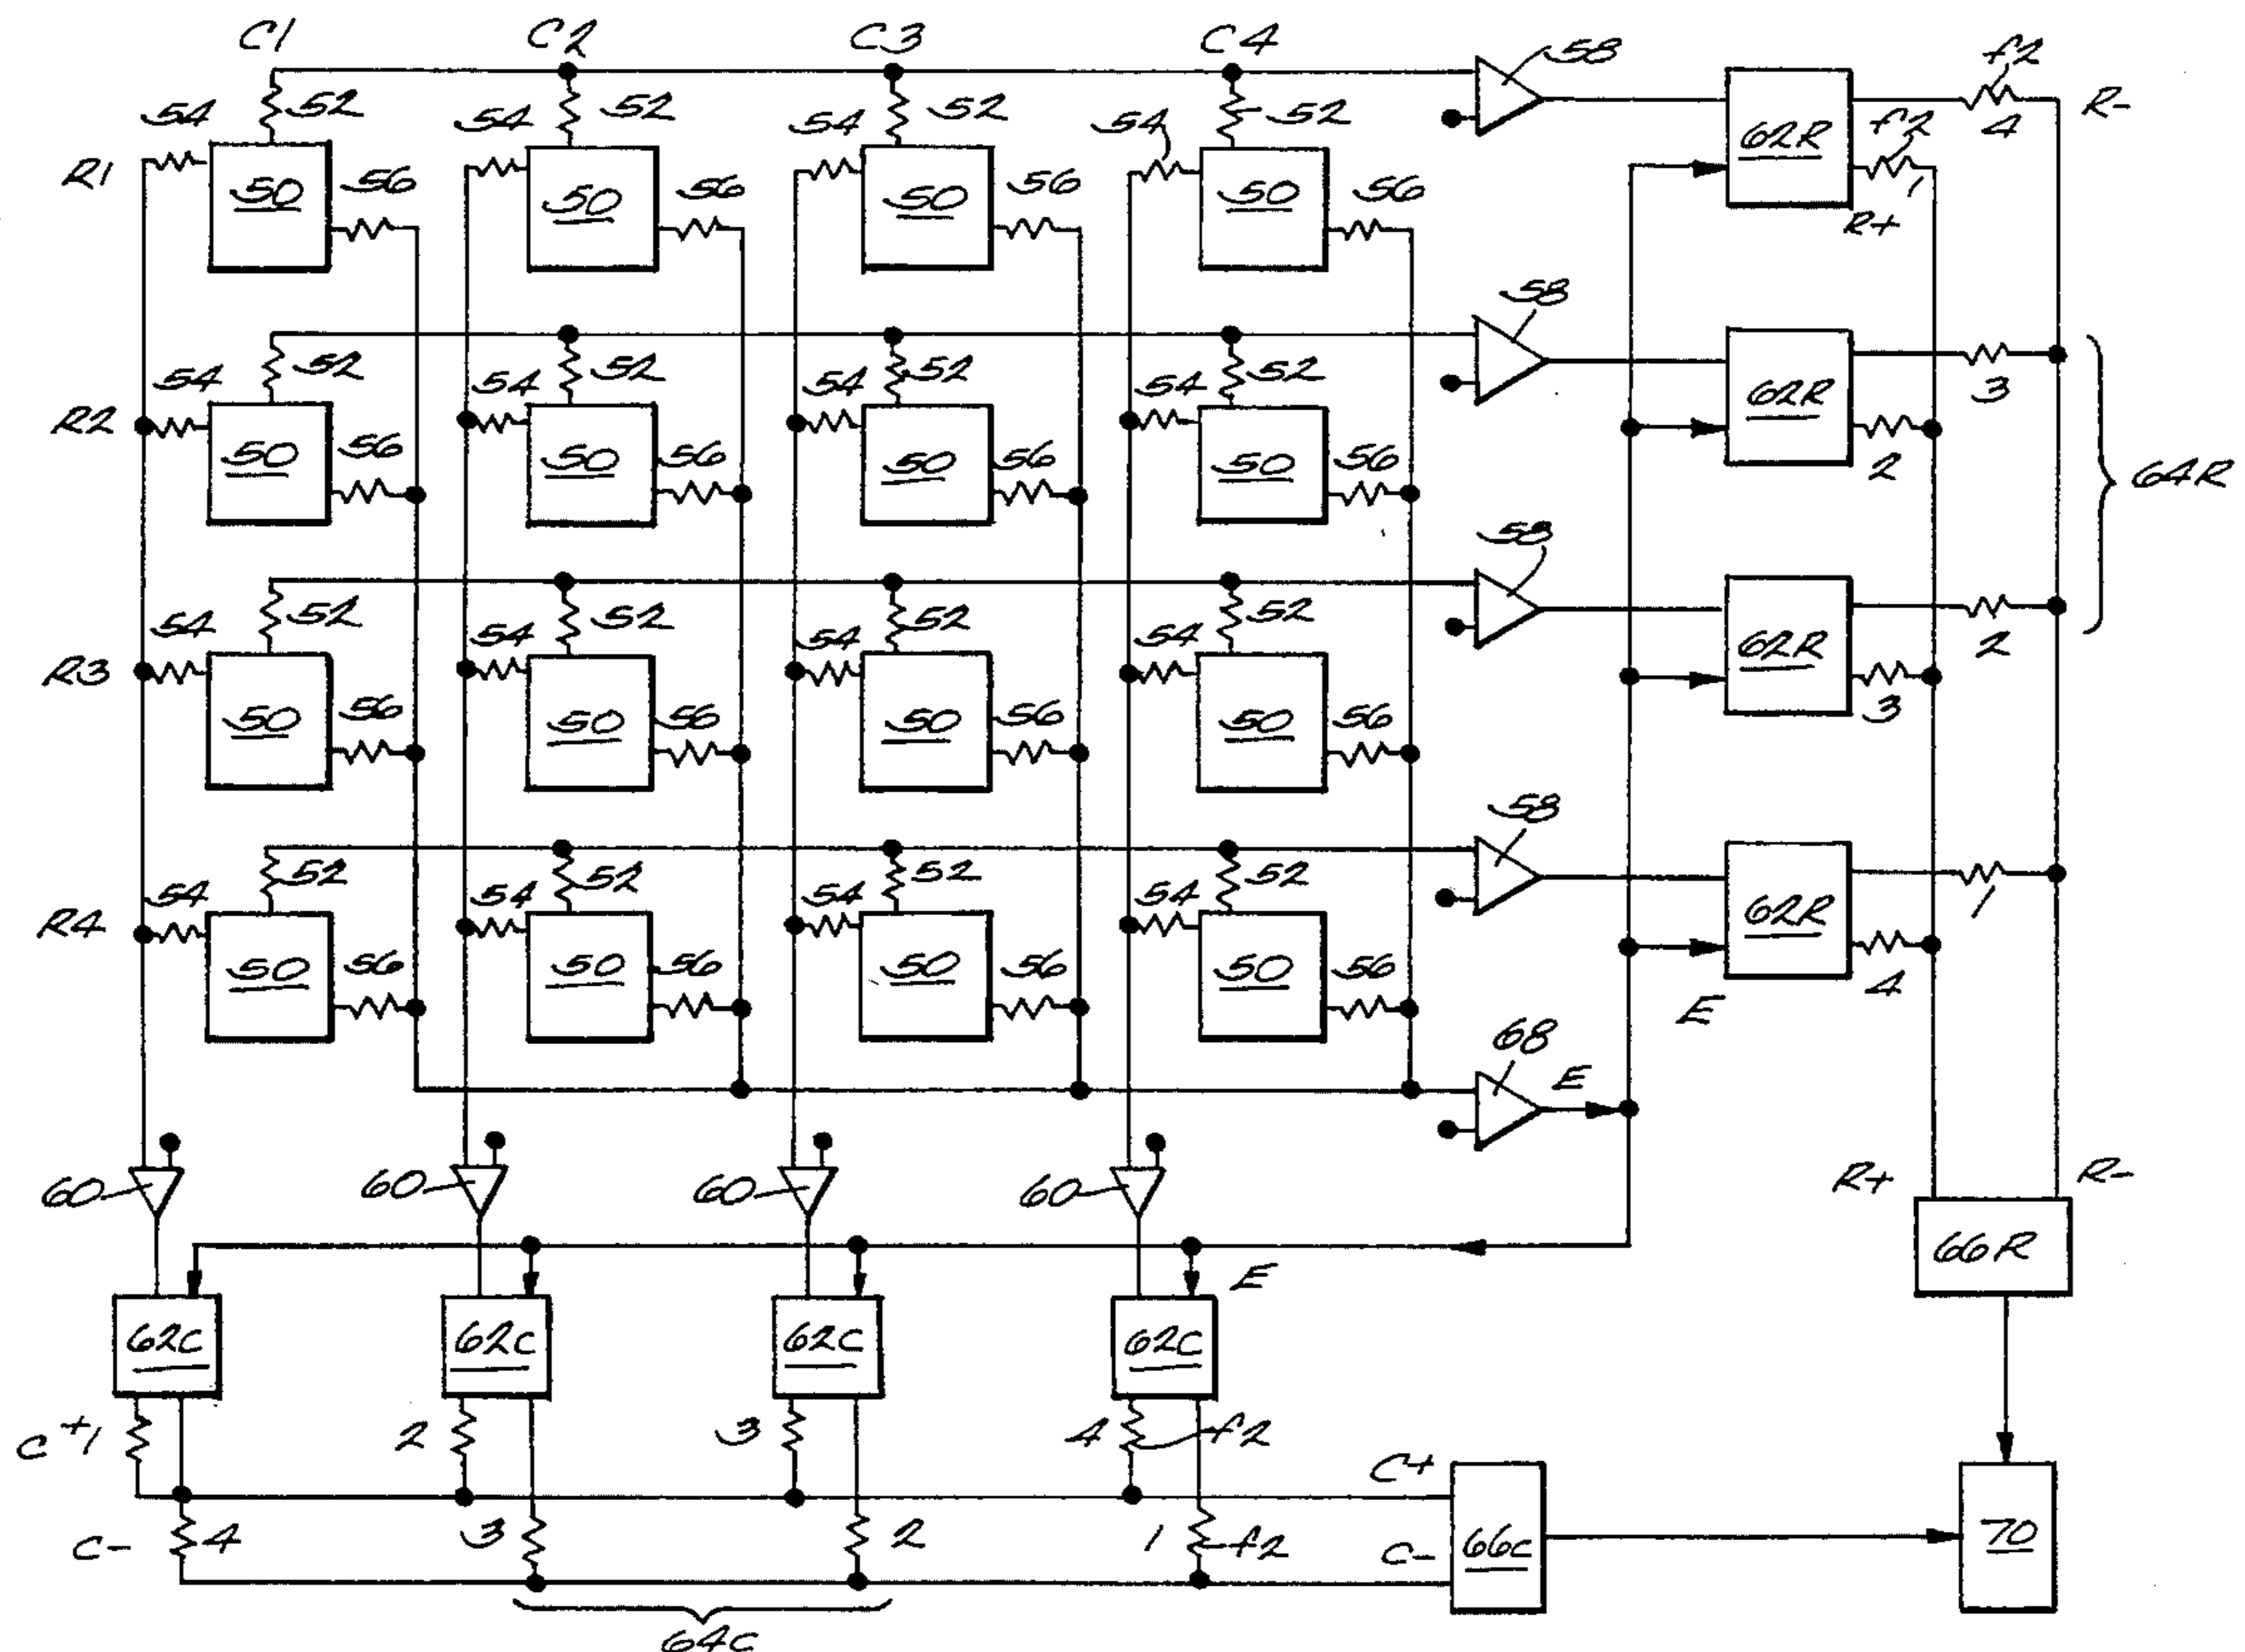 C1 C2 C3 C4 58 f2
54 52 54 52 54 52 54 52 62R 4 R-
R1 50 56 50 56 50 56 50 56 f2 1
R+
58
54 52 54 52 54 52 54 52 62R 3
R2 50 56 50 56 50 56 50 56 2 64R
58
54 52 54 52 54 52 54 52 62R 2
R3 50 56 50 56 50 56 50 56 3
58
54 52 54 52 54 52 54 52 62R 1
R4 50 56 50 56 50 56 50 56 4
E
68 E
60 60 60 60 R+ R-
66R
E
62C 62C 62C 62C
C+ 1 2 3 4 f2
C+
C- 4 3 2 1 f2 C- 66C 70
64C